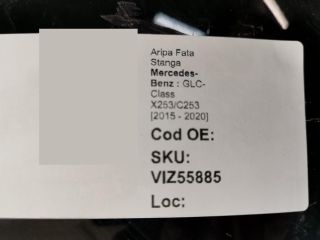 Aripa Fata
Stanga
Mercedes-
Benz : GLC-
Class
X253/C253
[2015 - 2020]
Cod OE:
SKU:
VIZ55885
Loc: